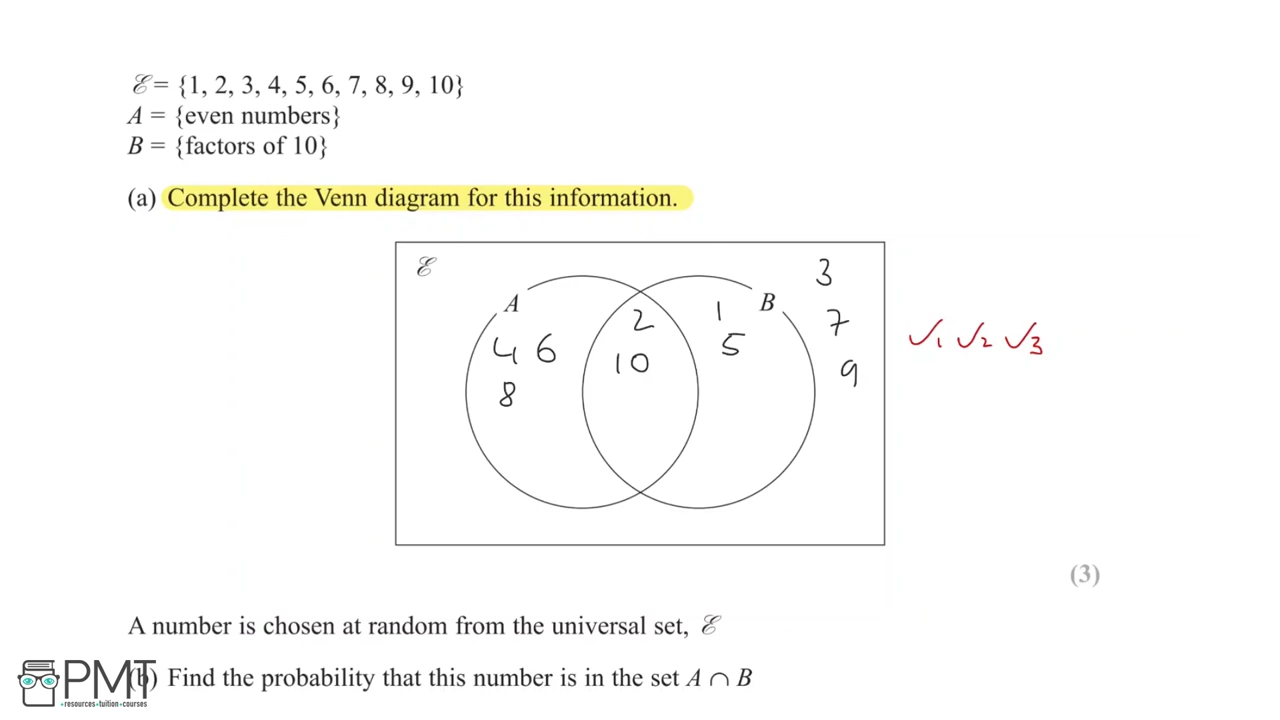 ℰ = {1, 2, 3, 4, 5, 6, 7, 8, 9, 10}
A = {even numbers}
B = {factors of 10}
(a) Complete the Venn diagram for this information.
ℰ
A
B
3
7
9
4 6
8
2
10
1
5
✓1 ✓2 ✓3
(3)
A number is chosen at random from the universal set, ℰ
(b) Find the probability that this number is in the set A ∩ B
PMT
•resources•tuition•courses